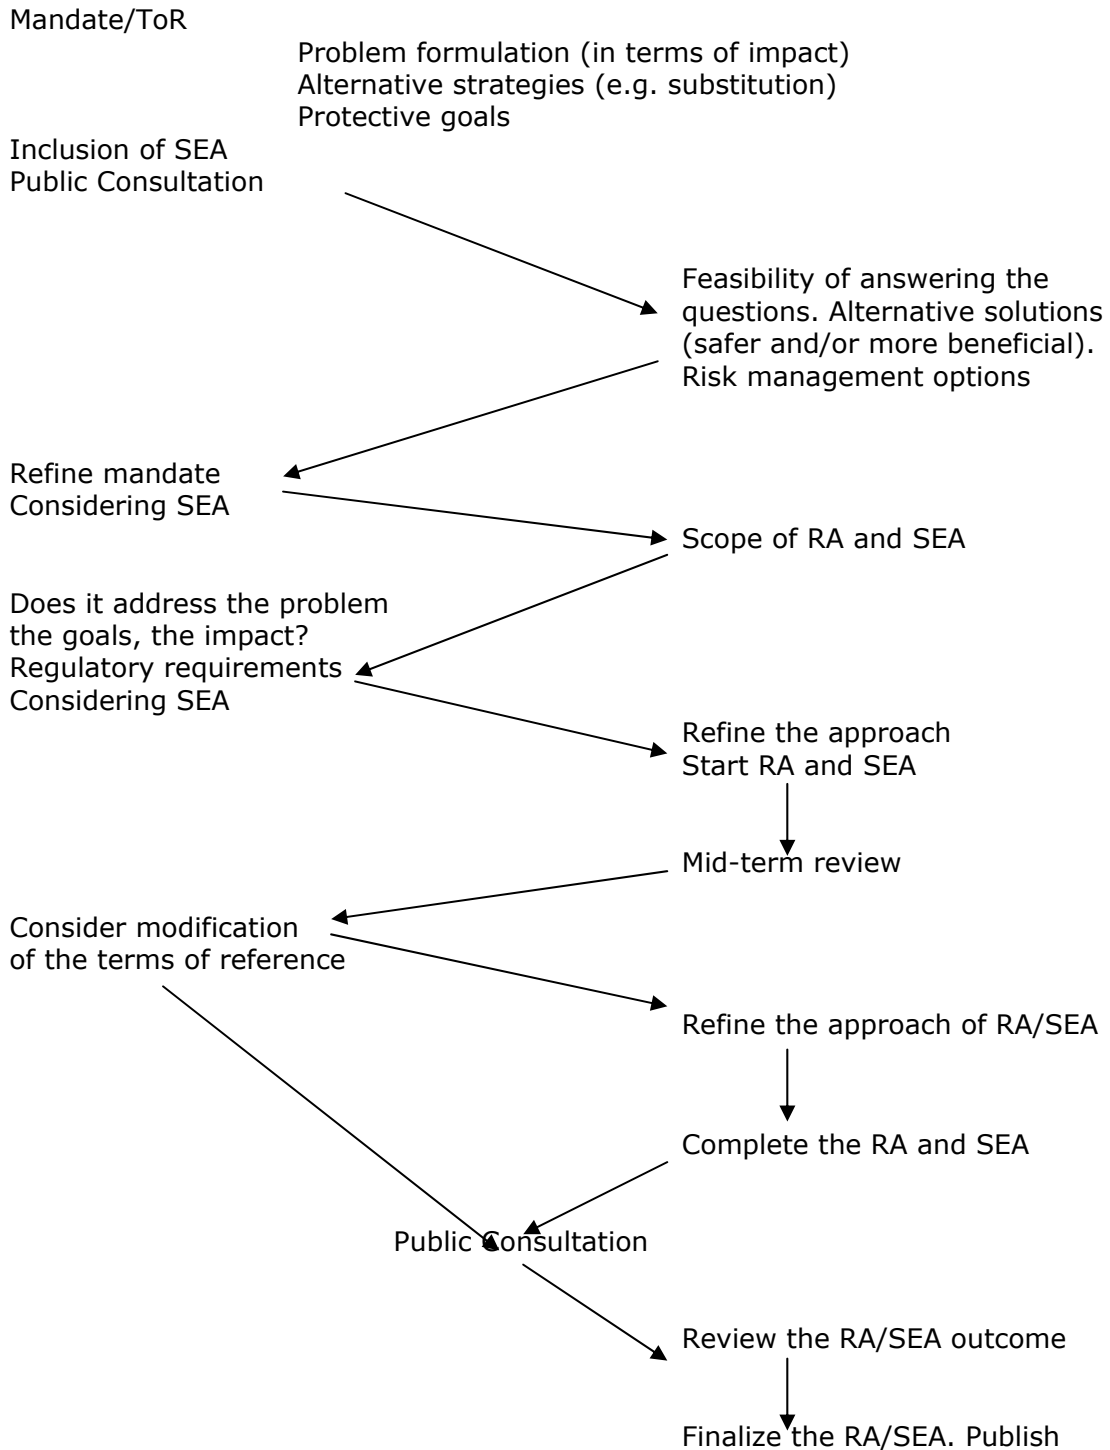 Mandate/ToR
Problem formulation (in terms of impact)
Alternative strategies (e.g. substitution)
Protective goals
Inclusion of SEA
Public Consultation
Feasibility of answering the
questions. Alternative solutions
(safer and/or more beneficial).
Risk management options
Refine mandate
Considering SEA
Scope of RA and SEA
Does it address the problem
the goals, the impact?
Regulatory requirements
Considering SEA
Refine the approach
Start RA and SEA
Mid-term review
Consider modification
of the terms of reference
Refine the approach of RA/SEA
Complete the RA and SEA
Public Consultation
Review the RA/SEA outcome
Finalize the RA/SEA. Publish